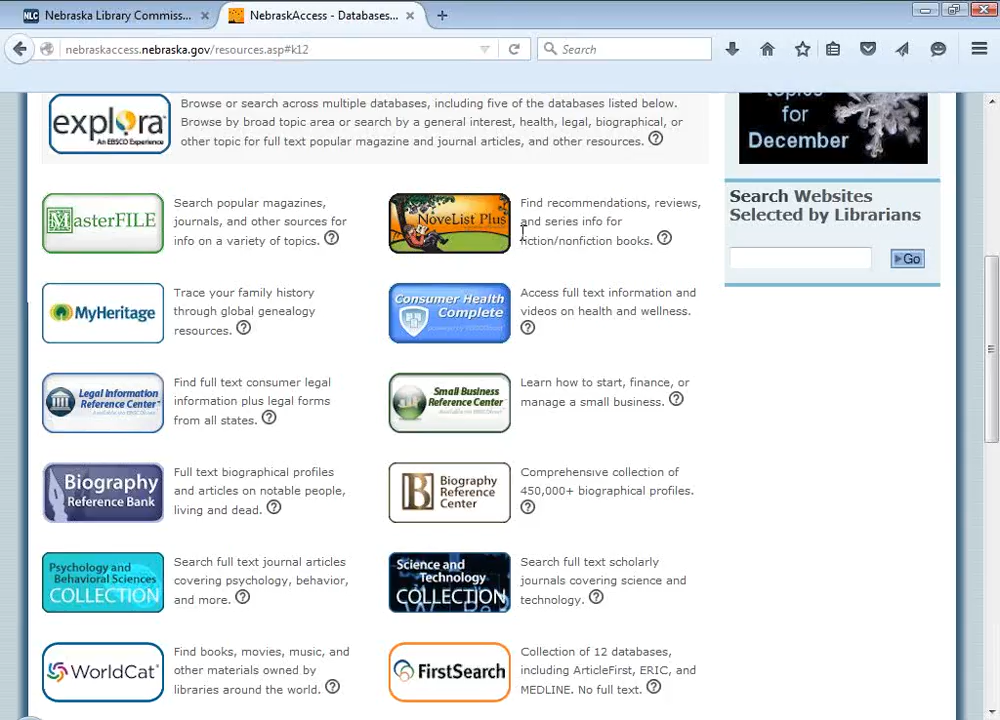 NLC Nebraska Library Commiss...
NebraskAccess - Databases...
nebraskaccess.nebraska.gov/resources.asp#k12
Search
explora
An EBSCO Experience
Browse or search across multiple databases, including five of the databases listed below.
Browse by broad topic area or search by a general interest, health, legal, biographical, or
other topic for full text popular magazine and journal articles, and other resources. ?
topics
for
December
Search Websites
Selected by Librarians
Go
MasterFILE
Search popular magazines,
journals, and other sources for
info on a variety of topics. ?
NoveList Plus
Find recommendations, reviews,
and series info for
fiction/nonfiction books. ?
MyHeritage
Trace your family history
through global genealogy
resources. ?
Consumer Health
Complete
Access full text information and
videos on health and wellness.
?
Legal Information
Reference Center
Find full text consumer legal
information plus legal forms
from all states. ?
Small Business
Reference Center
Learn how to start, finance, or
manage a small business. ?
Biography
Reference Bank
Full text biographical profiles
and articles on notable people,
living and dead. ?
B Biography
Reference
Center
Comprehensive collection of
450,000+ biographical profiles.
?
Psychology and
Behavioral Sciences
COLLECTION
Search full text journal articles
covering psychology, behavior,
and more. ?
Science and
Technology
COLLECTION
Search full text scholarly
journals covering science and
technology. ?
WorldCat
Find books, movies, music, and
other materials owned by
libraries around the world. ?
FirstSearch
Collection of 12 databases,
including ArticleFirst, ERIC, and
MEDLINE. No full text. ?